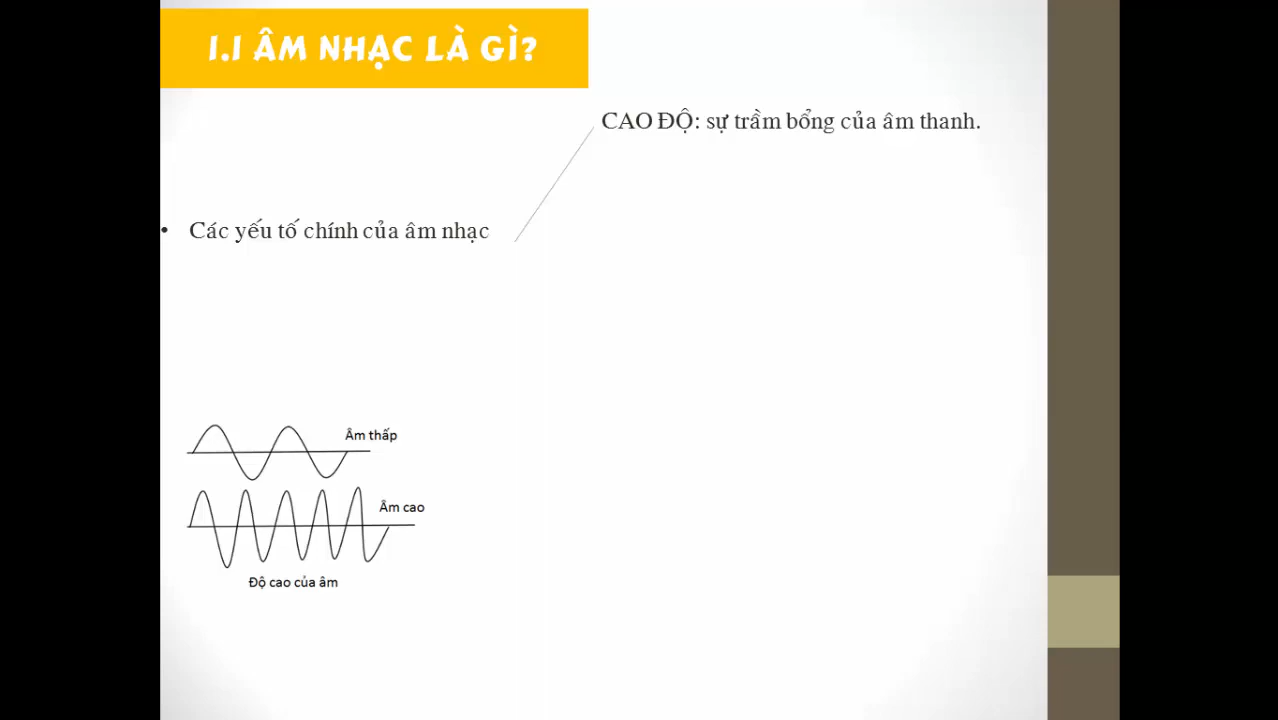 1.1 ÂM NHẠC LÀ GÌ?
CAO ĐỘ: sự trầm bổng của âm thanh.
• Các yếu tố chính của âm nhạc
Âm thấp
Âm cao
Độ cao của âm